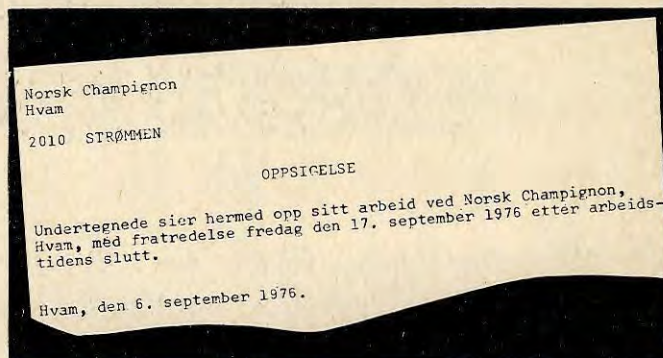 Norsk Champignon
Hvam
2010 STRØMMEN
OPPSIGELSE
Undertegnede sier hermed opp sitt arbeid ved Norsk Champignon,
Hvam, med fratredelse fredag den 17. september 1976 etter arbeids-
tidens slutt.
Hvam, den 6. september 1976.